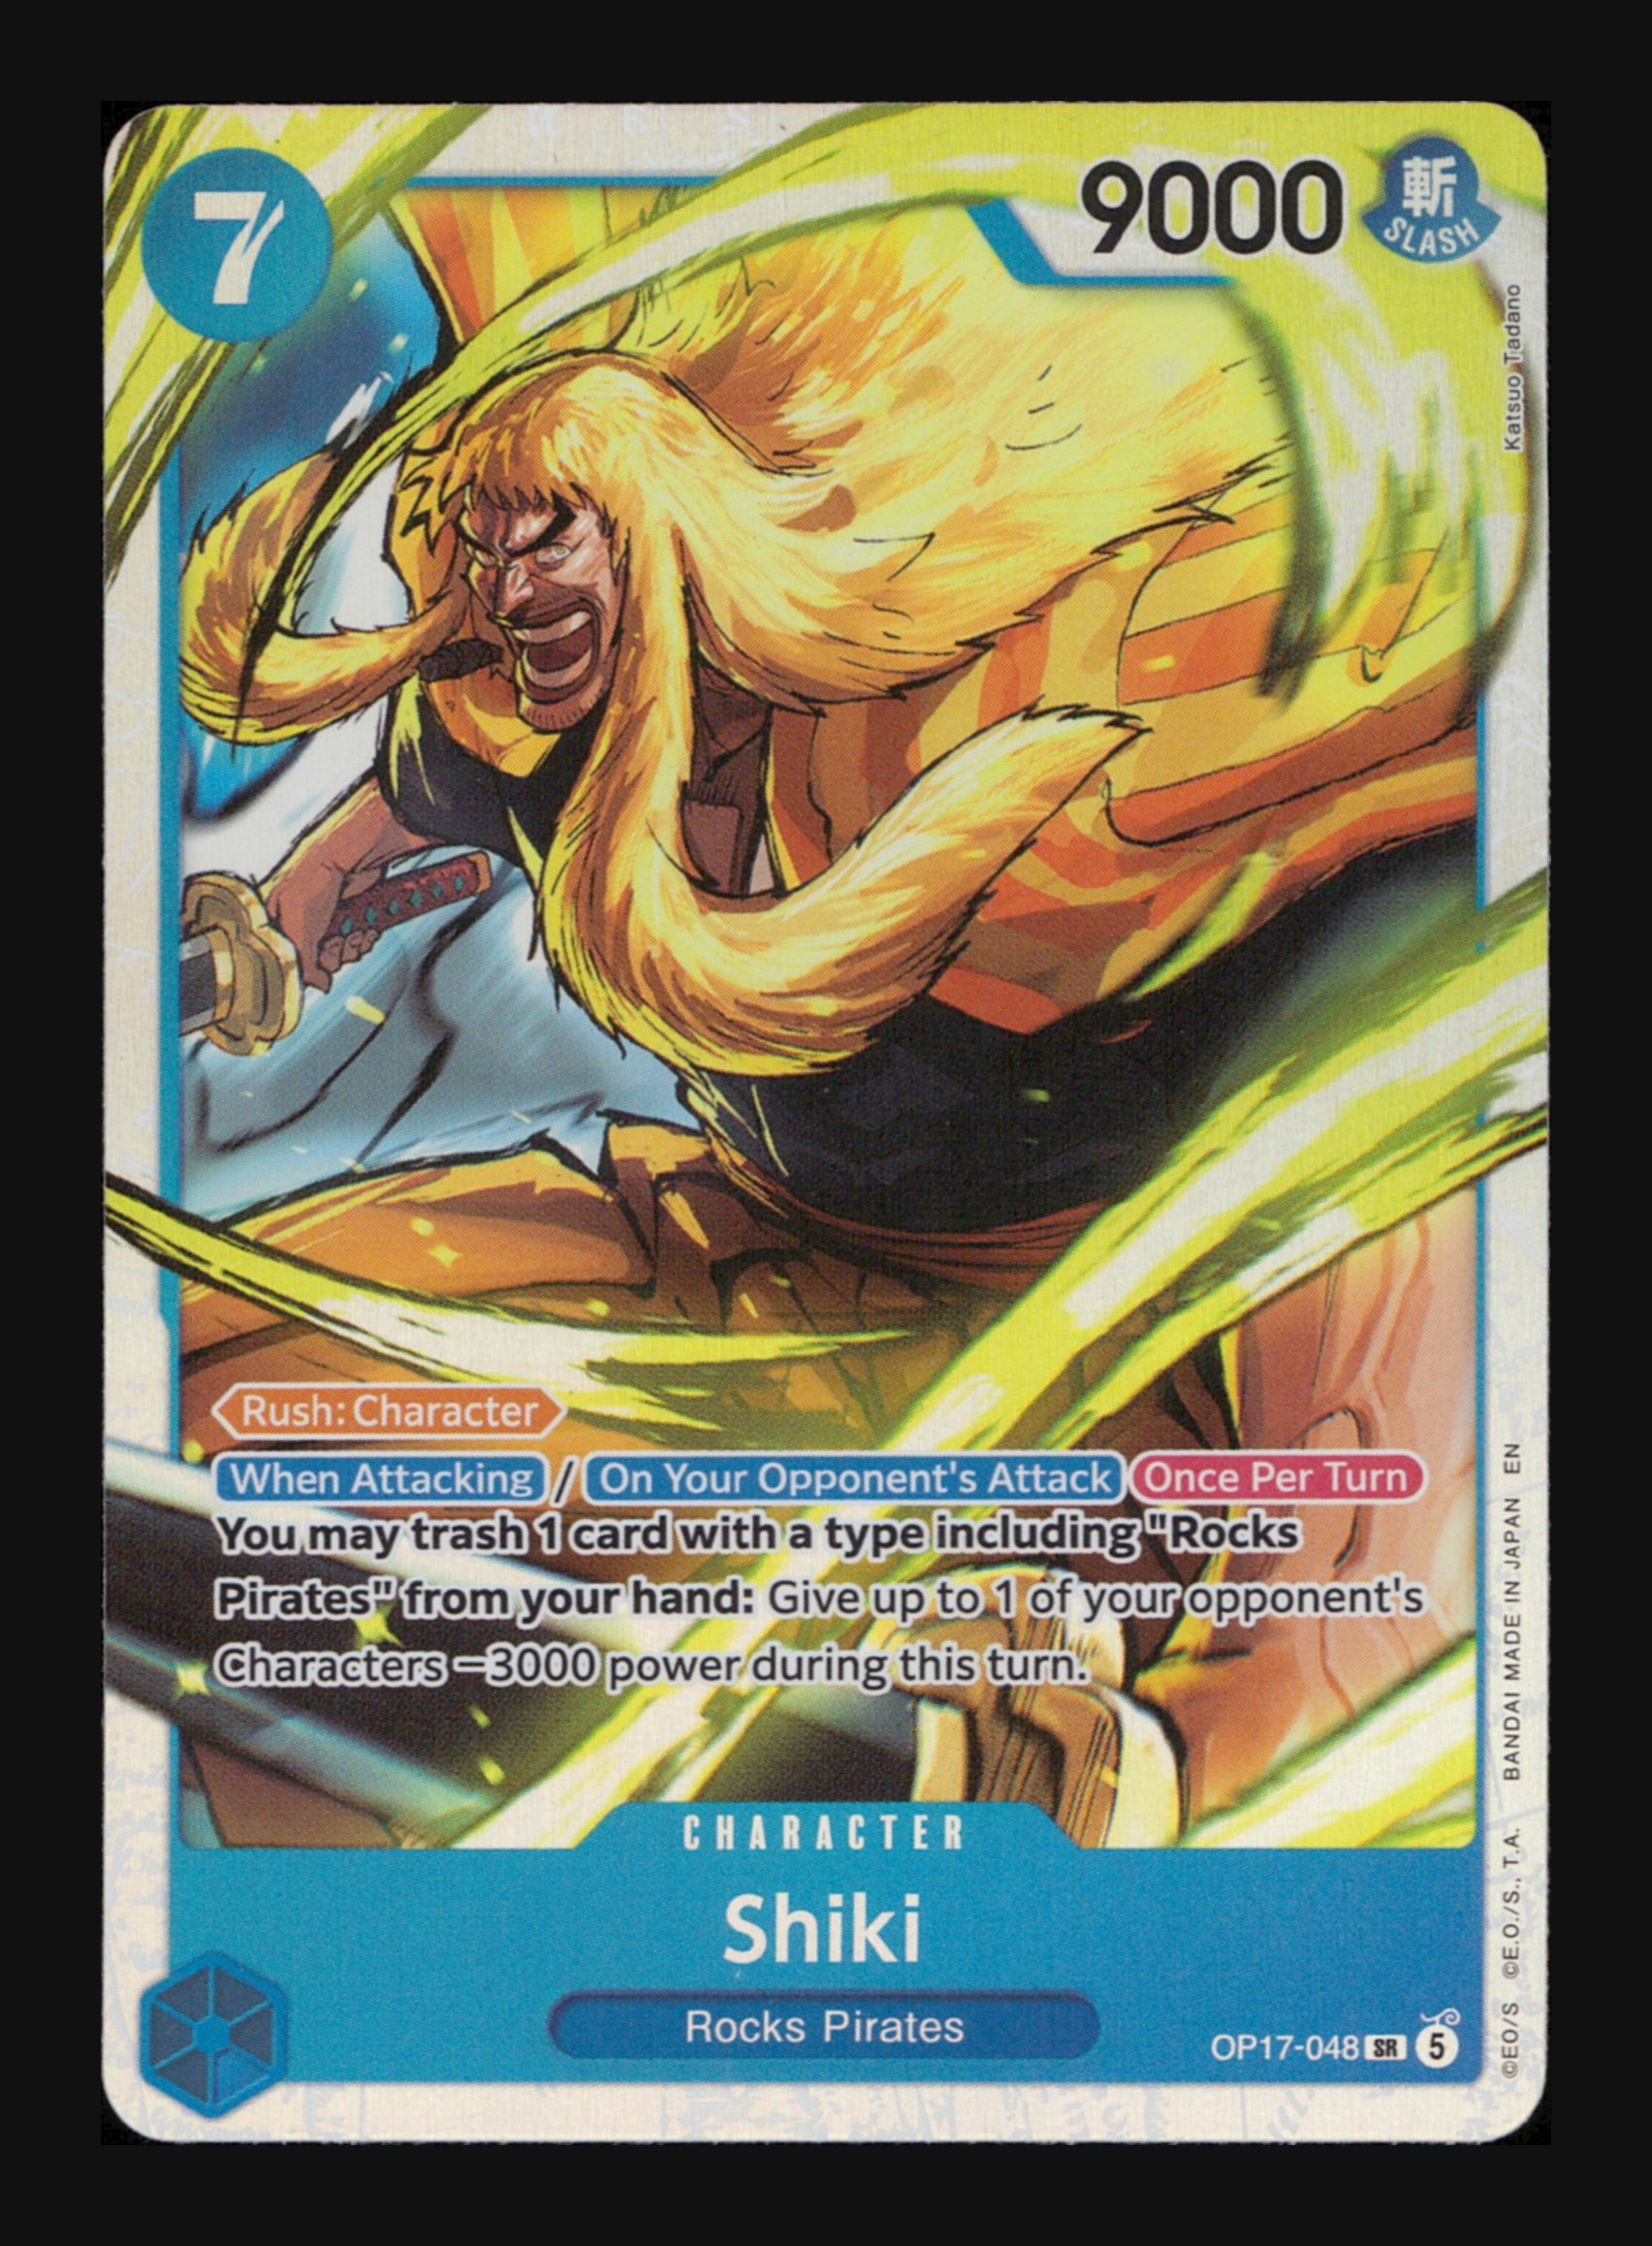 7
9000
斬
SLASH
Katsuo Tadano
Rush: Character
When Attacking / On Your Opponent's Attack Once Per Turn
You may trash 1 card with a type including "Rocks
Pirates" from your hand: Give up to 1 of your opponent's
Characters −3000 power during this turn.
CHARACTER
Shiki
Rocks Pirates
OP17-048 SR 5
©EO/S ©E.O./S., T.A. BANDAI MADE IN JAPAN EN